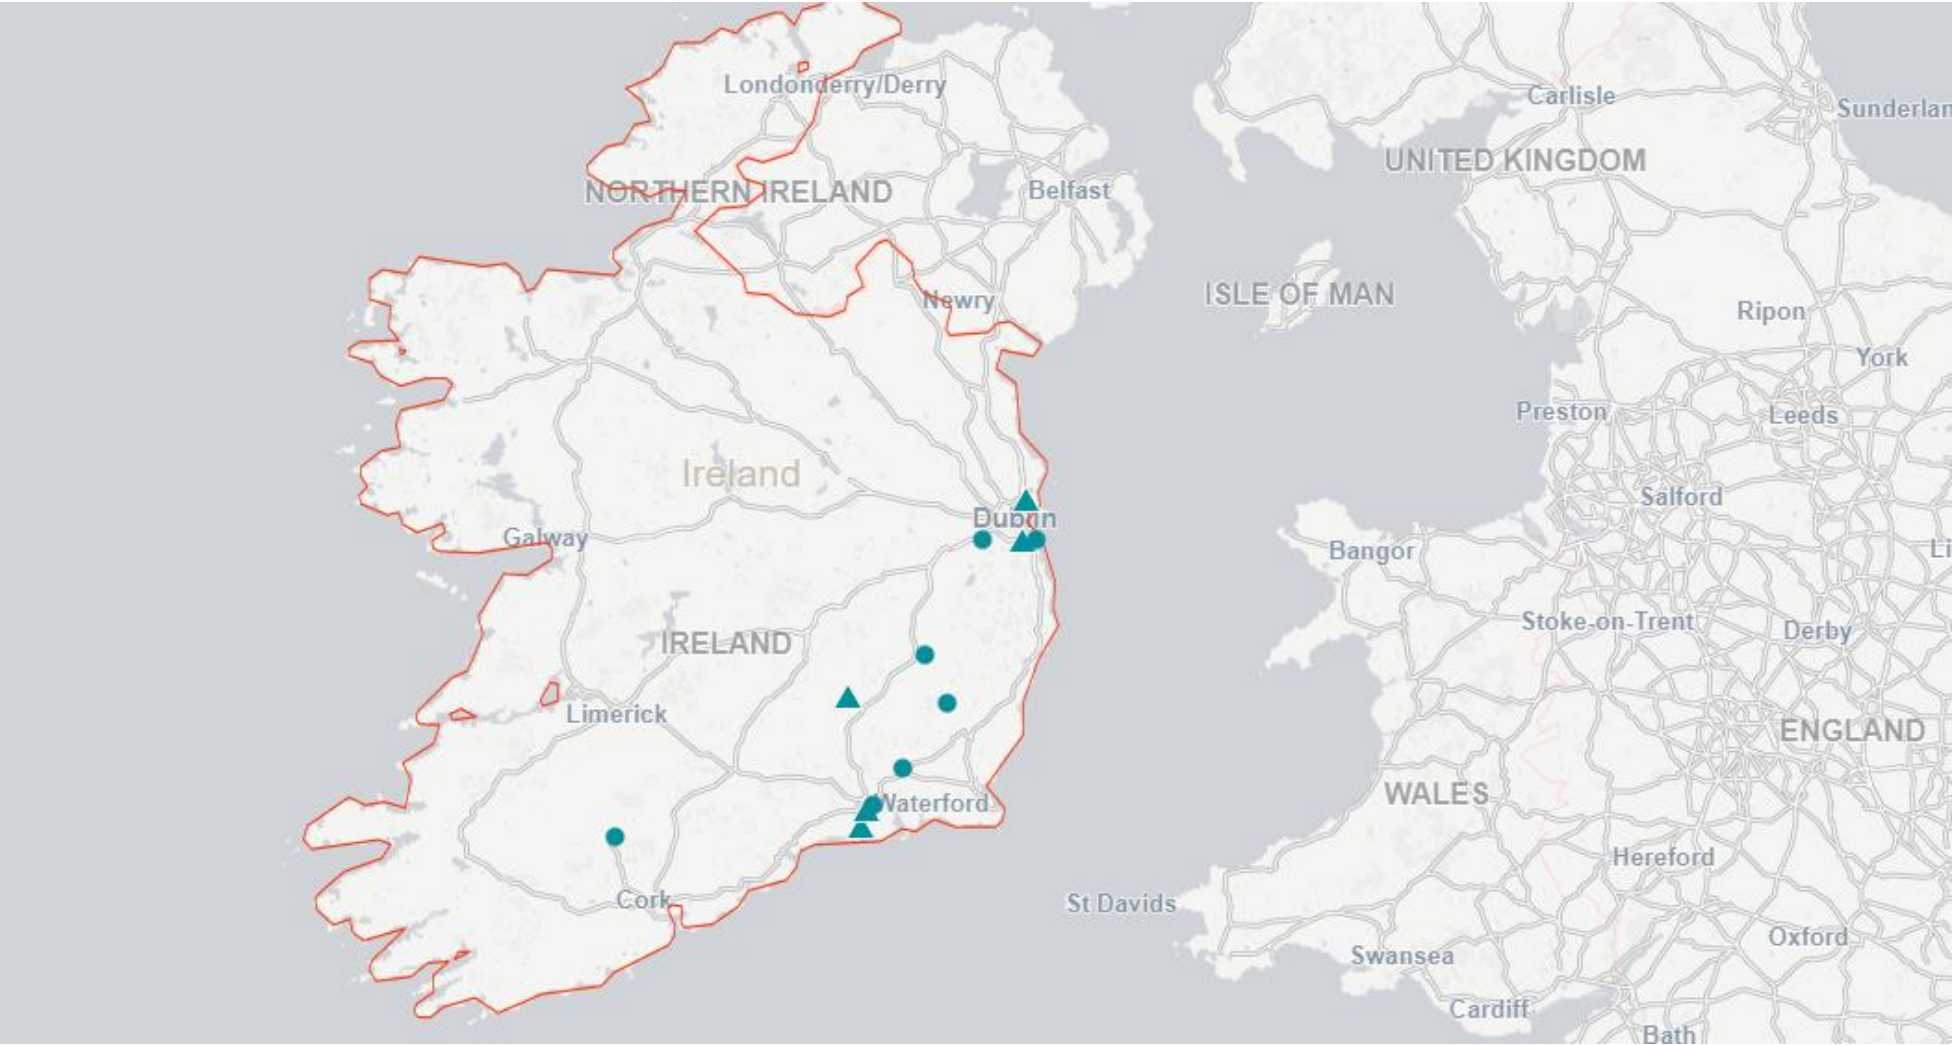 Londonderry/Derry
Carlisle
Sunderlan
UNITED KINGDOM
NORTHERN IRELAND
Belfast
ISLE OF MAN
Newry
Ripon
York
Preston
Leeds
Ireland
Salford
Dublin
Galway
Bangor
Li
Stoke-on-Trent
Derby
IRELAND
Limerick
ENGLAND
WALES
Waterford
Hereford
Cork
St Davids
Oxford
Swansea
Cardiff
Bath